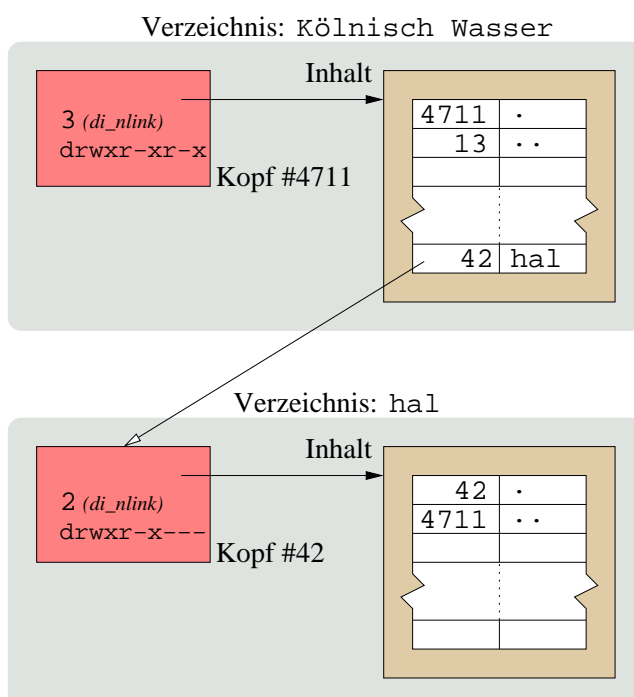 Verzeichnis: Kölnisch Wasser
Inhalt
3 (di_nlink)
drwxr-xr-x
Kopf #4711
4711 .
13 ..
42 hal
Verzeichnis: hal
Inhalt
2 (di_nlink)
drwxr-x---
Kopf #42
42 .
4711 ..